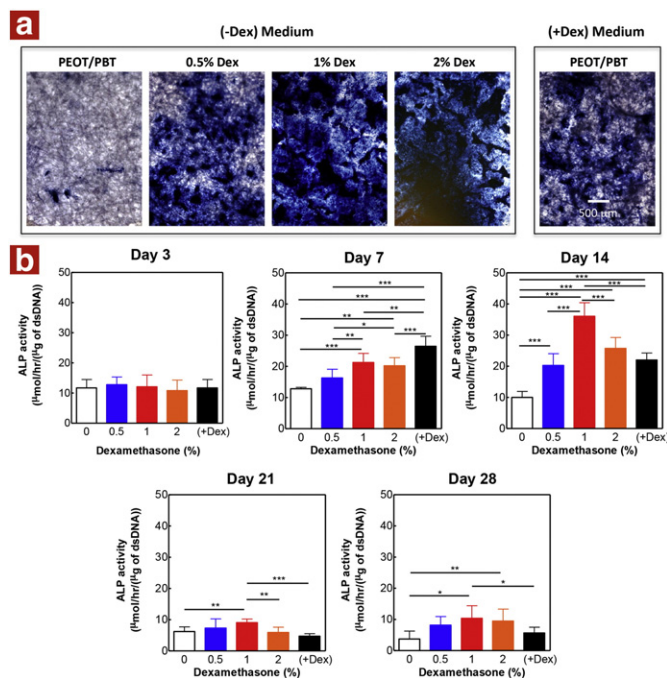 a
(-Dex) Medium
(+Dex) Medium
PEOT/PBT
0.5% Dex
1% Dex
2% Dex
PEOT/PBT
500 µm
b
Day 3
ALP activity
(µmol/hr/(µg of dsDNA))
50
40
30
20
10
0
0 0.5 1 2 (+Dex)
Dexamethasone (%)
Day 7
ALP activity
(µmol/hr/(µg of dsDNA))
50
40
30
20
10
0
***
***
**
**
*
***
**
***
0 0.5 1 2 (+Dex)
Dexamethasone (%)
Day 14
ALP activity
(µmol/hr/(µg of dsDNA))
50
40
30
20
10
0
***
***
***
***
***
***
***
0 0.5 1 2 (+Dex)
Dexamethasone (%)
Day 21
ALP activity
(µmol/hr/(µg of dsDNA))
50
40
30
20
10
0
***
**
**
0 0.5 1 2 (+Dex)
Dexamethasone (%)
Day 28
ALP activity
(µmol/hr/(µg of dsDNA))
50
40
30
20
10
0
**
*
*
0 0.5 1 2 (+Dex)
Dexamethasone (%)